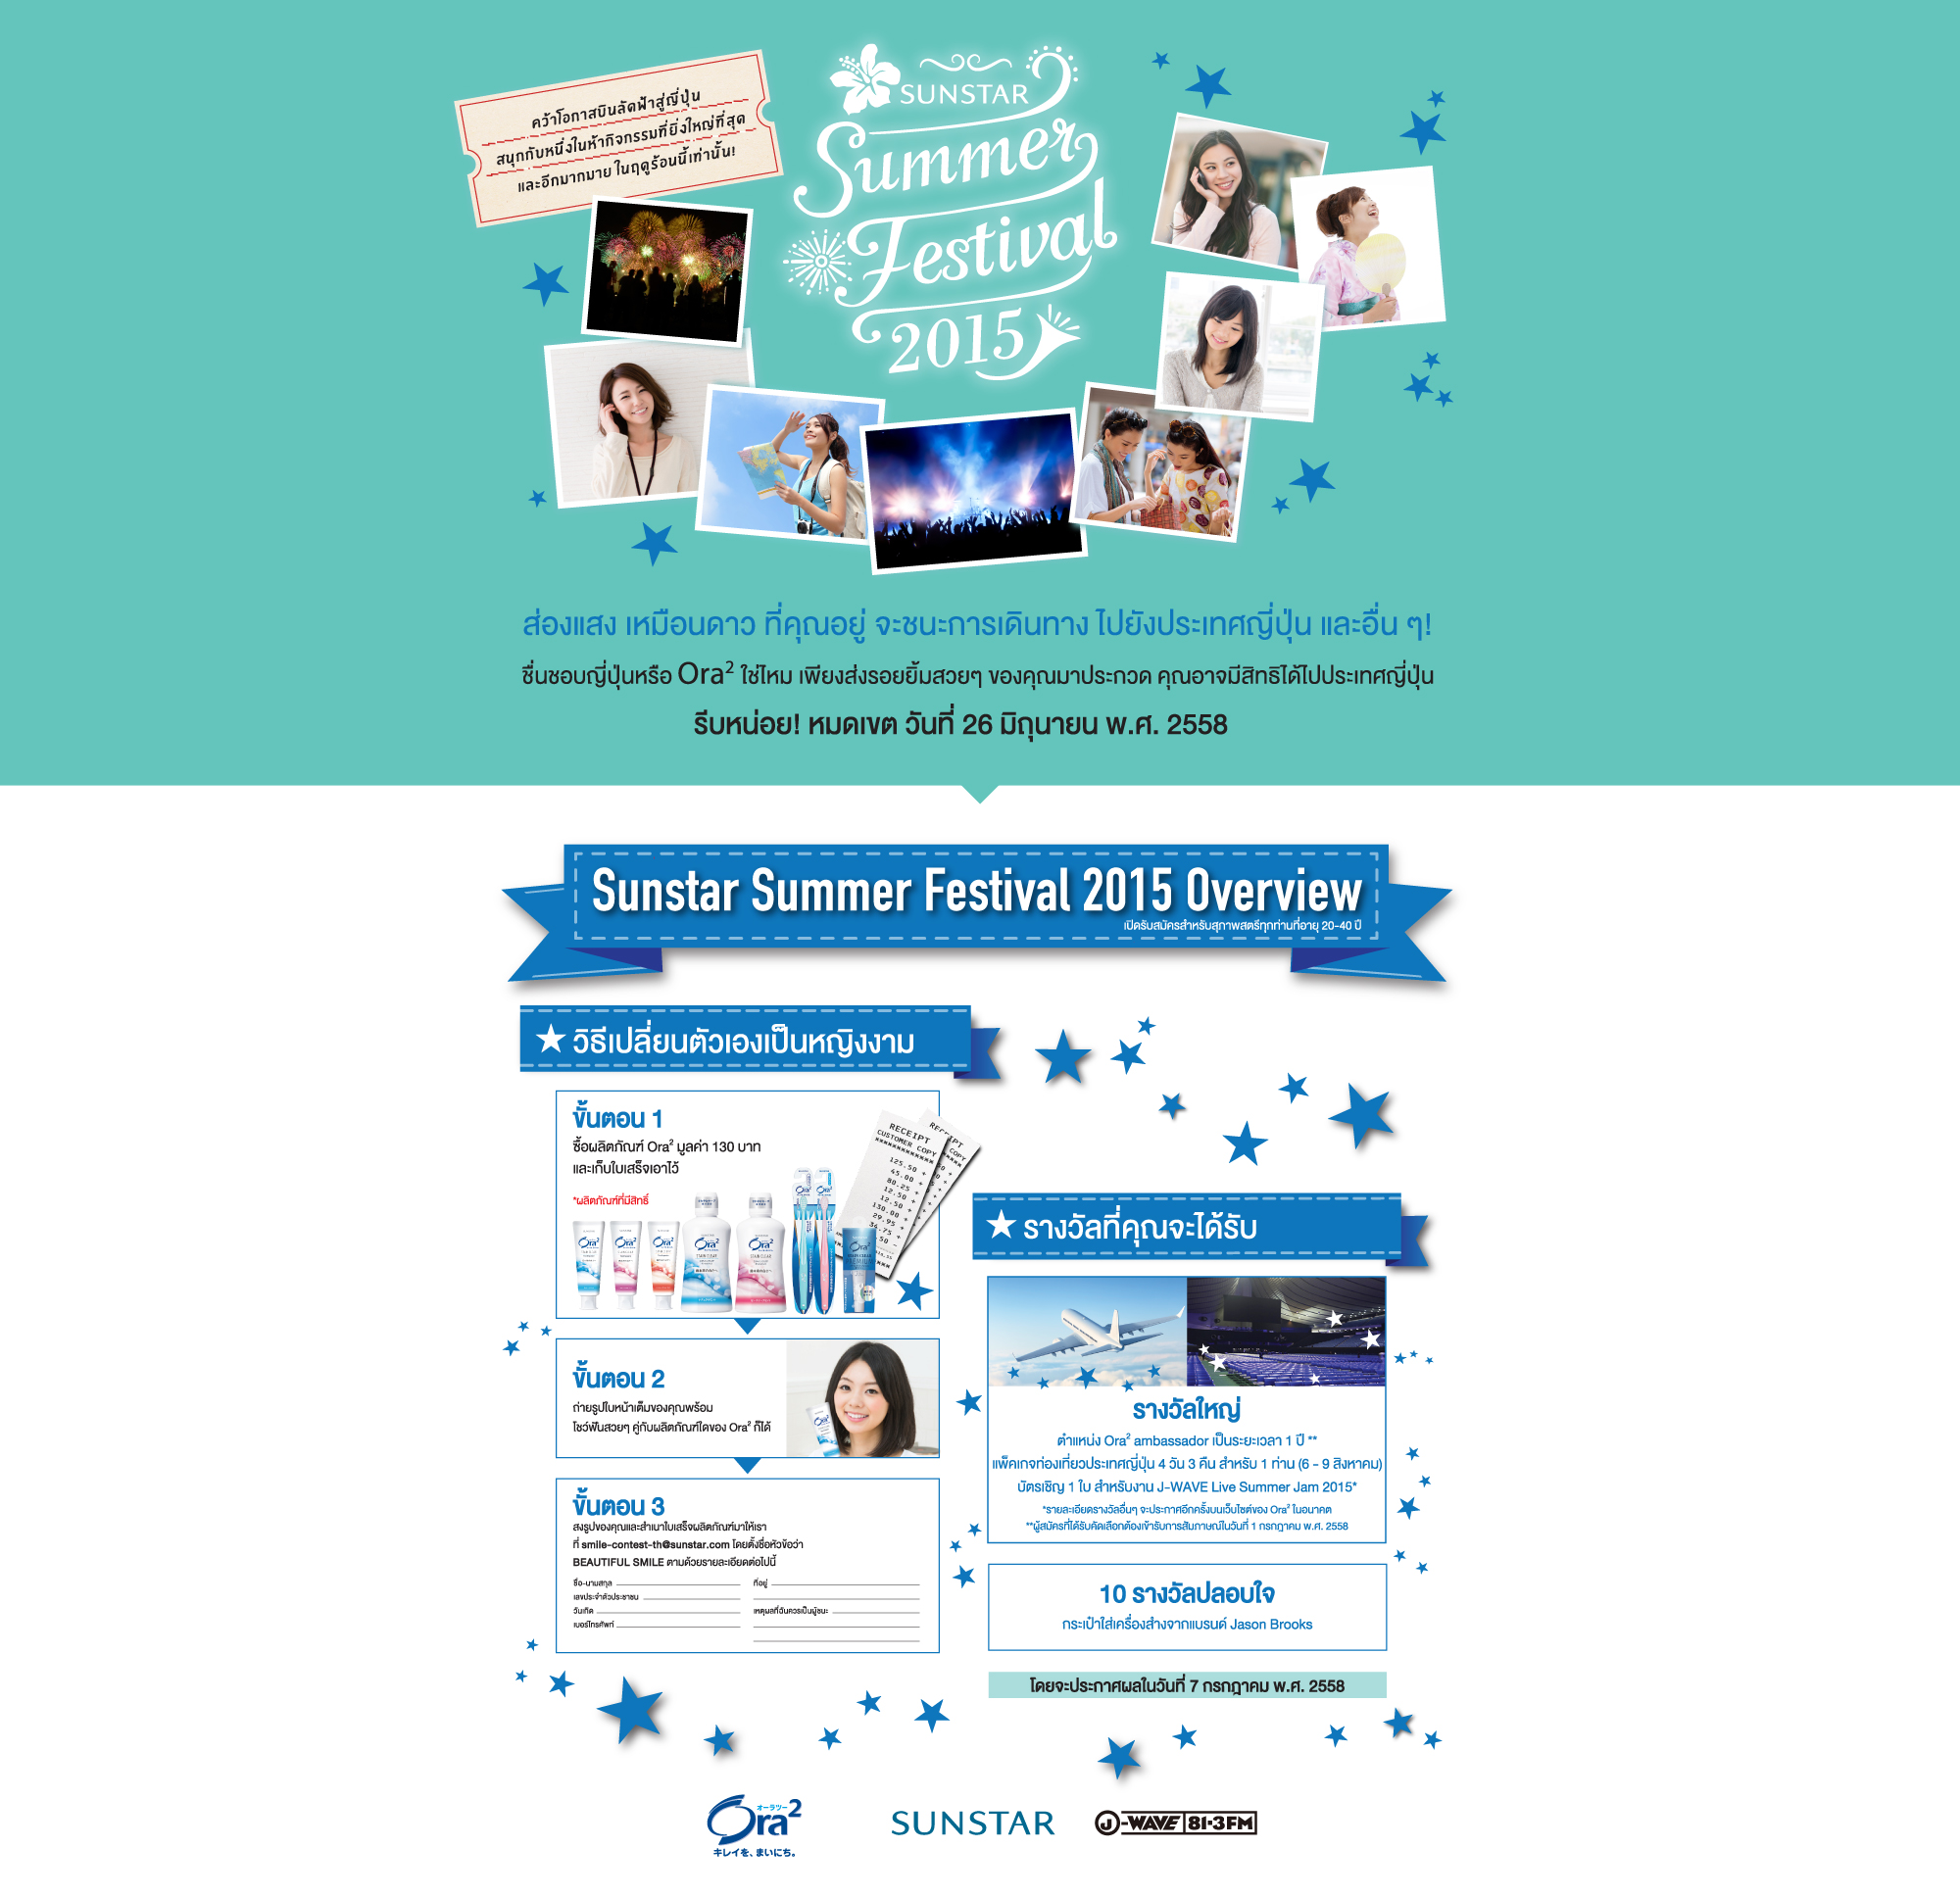 คว้าโอกาสบินลัดฟ้าสู่ญี่ปุ่น
สนุกกับหนึ่งในห้ากิจกรรมที่ยิ่งใหญ่ที่สุด
และอีกมากมาย ในฤดูร้อนนี้เท่านั้น!
SUNSTAR
Summer
Festival
2015
ส่องแสง เหมือนดาว ที่คุณอยู่ จะชนะการเดินทาง ไปยังประเทศญี่ปุ่น และอื่น ๆ!
ชื่นชอบญี่ปุ่นหรือ Ora² ใช่ไหม เพียงส่งรอยยิ้มสวยๆ ของคุณมาประกวด คุณอาจมีสิทธิได้ไปประเทศญี่ปุ่น
รีบหน่อย! หมดเขต วันที่ 26 มิถุนายน พ.ศ. 2558
Sunstar Summer Festival 2015 Overview
เปิดรับสมัครสำหรับสุภาพสตรีทุกท่านที่อายุ 20-40 ปี
วิธีเปลี่ยนตัวเองเป็นหญิงงาม
ขั้นตอน 1
ซื้อผลิตภัณฑ์ Ora² มูลค่า 130 บาท
และเก็บใบเสร็จเอาไว้
*ผลิตภัณฑ์ที่มีสิทธิ์
RECEIPT
CUSTOMER COPY
125.50 +
45.00 +
80.25 +
12.50 +
12.50 +
130.00 +
29.95 +
34.75 +
ขั้นตอน 2
ถ่ายรูปใบหน้าเต็มของคุณพร้อม
โชว์ฟันสวยๆ คู่กับผลิตภัณฑ์ใดของ Ora² ก็ได้
ขั้นตอน 3
สงรูปของคุณและสำเนาใบเสร็จผลิตภัณฑ์มาให้เรา
ที่ smile-contest-th@sunstar.com โดยตั้งชื่อหัวข้อว่า
BEAUTIFUL SMILE ตามด้วยรายละเอียดต่อไปนี้
ชื่อ-นามสกุล
เลขประจำตัวประชาชน
วันเกิด
เบอร์โทรศัพท์
ที่อยู่
เหตุผลที่ฉันควรเป็นผู้ชนะ
รางวัลที่คุณจะได้รับ
รางวัลใหญ่
ตำแหน่ง Ora² ambassador เป็นระยะเวลา 1 ปี **
แพ็คเกจท่องเที่ยวประเทศญี่ปุ่น 4 วัน 3 คืน สำหรับ 1 ท่าน (6 - 9 สิงหาคม)
บัตรเชิญ 1 ใบ สำหรับงาน J-WAVE Live Summer Jam 2015*
*รายละเอียดรางวัลอื่นๆ จะประกาศอีกครั้งบนเว็บไซต์ของ Ora² ในอนาคต
**ผู้สมัครที่ได้รับคัดเลือกต้องเข้ารับการสัมภาษณ์ในวันที่ 1 กรกฎาคม พ.ศ. 2558
10 รางวัลปลอบใจ
กระเป๋าใส่เครื่องสำางจากแบรนด์ Jason Brooks
โดยจะประกาศผลในวันที่ 7 กรกฎาคม พ.ศ. 2558
オーラツー
Ora²
キレイを、まいにち。
SUNSTAR
J-WAVE 81.3FM